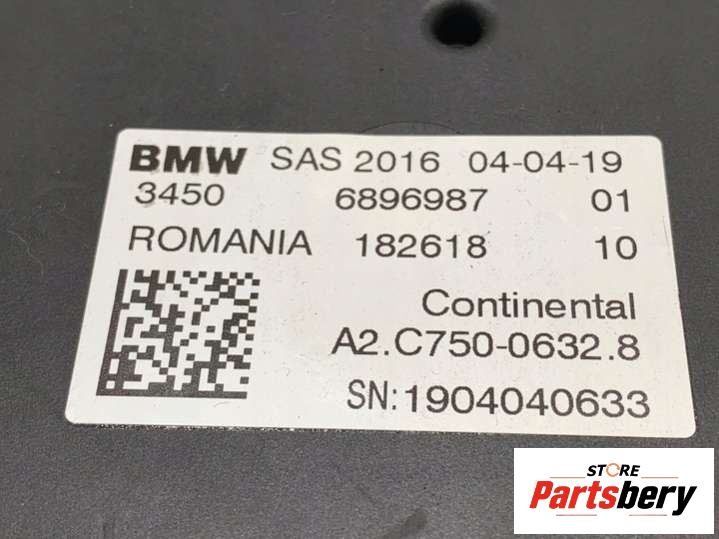 BMW SAS 2016 04-04-19
3450 6896987 01
ROMANIA 182618 10
Continental
A2.C750-0632.8
SN:1904040633
STORE
Partsbery